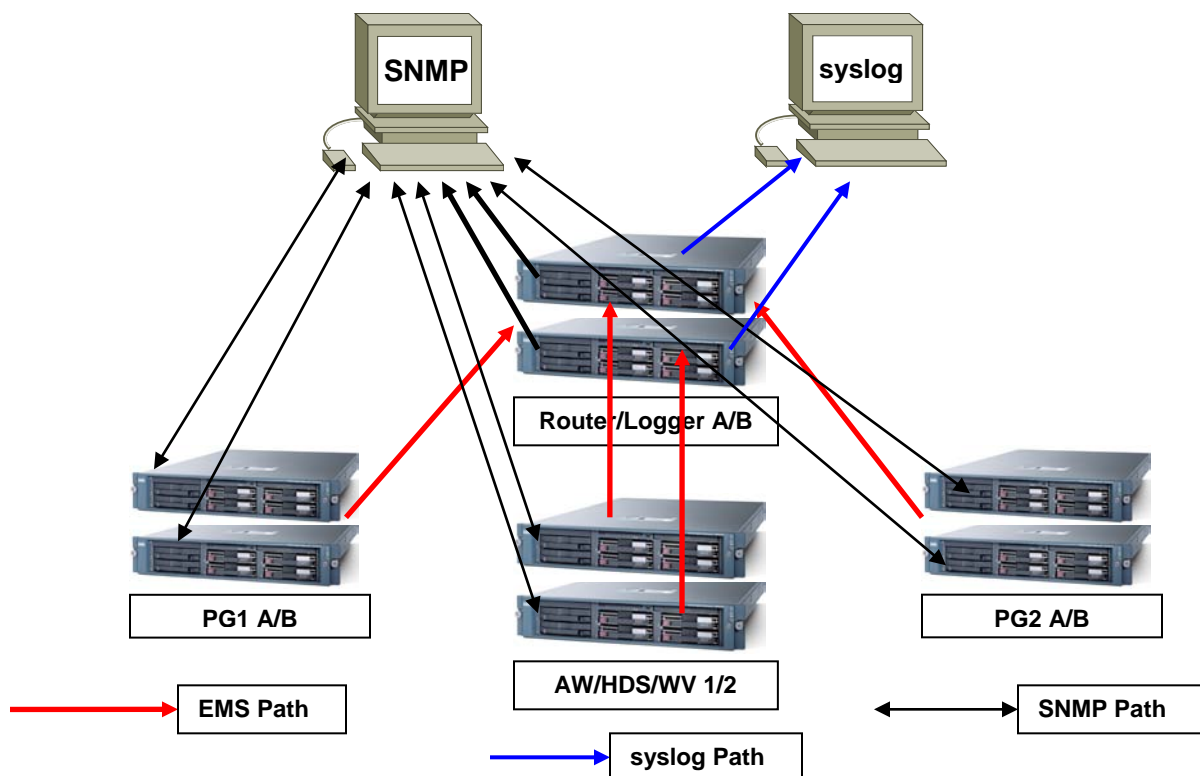 SNMP
syslog
Router/Logger A/B
PG1 A/B
PG2 A/B
AW/HDS/WV 1/2
EMS Path
SNMP Path
syslog Path